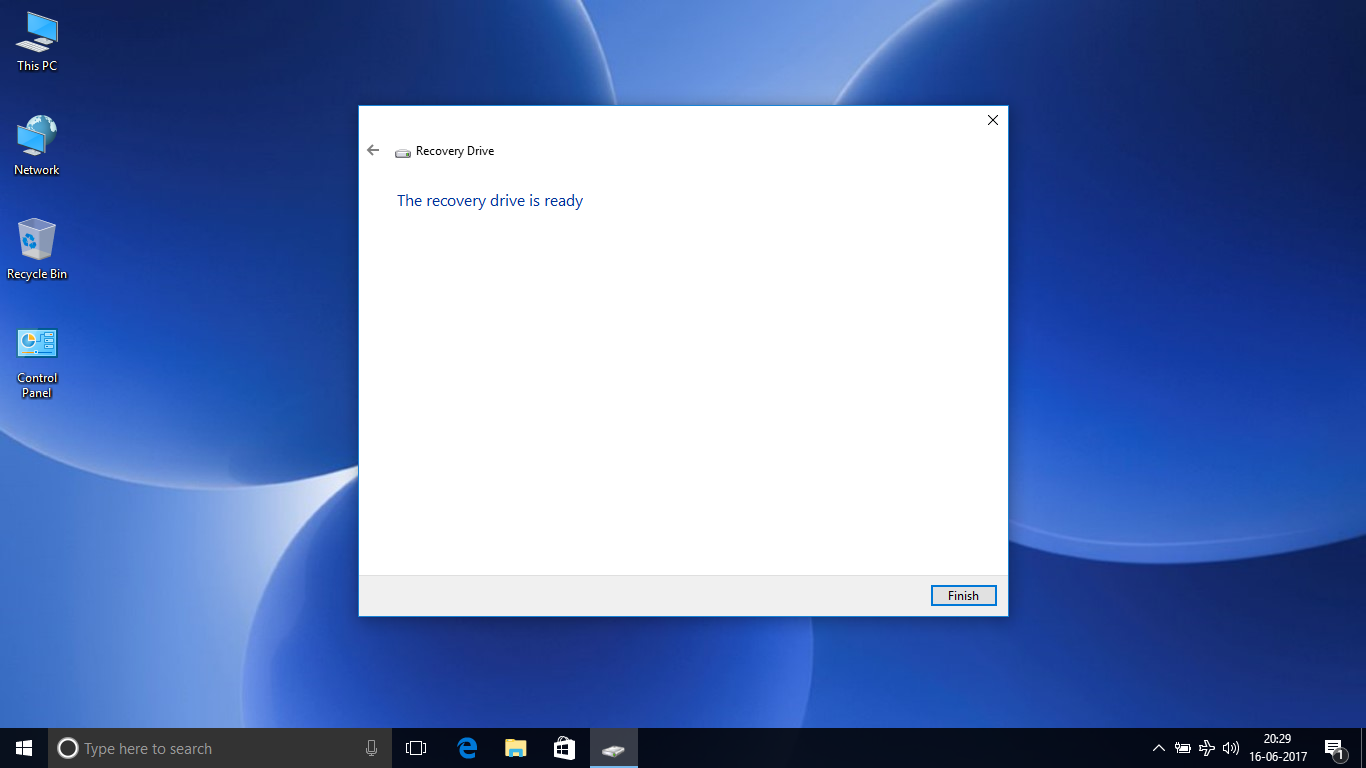 This PC
Network
Recycle Bin
Control
Panel
Recovery Drive
The recovery drive is ready
Finish
Type here to search
20:29
16-06-2017
1